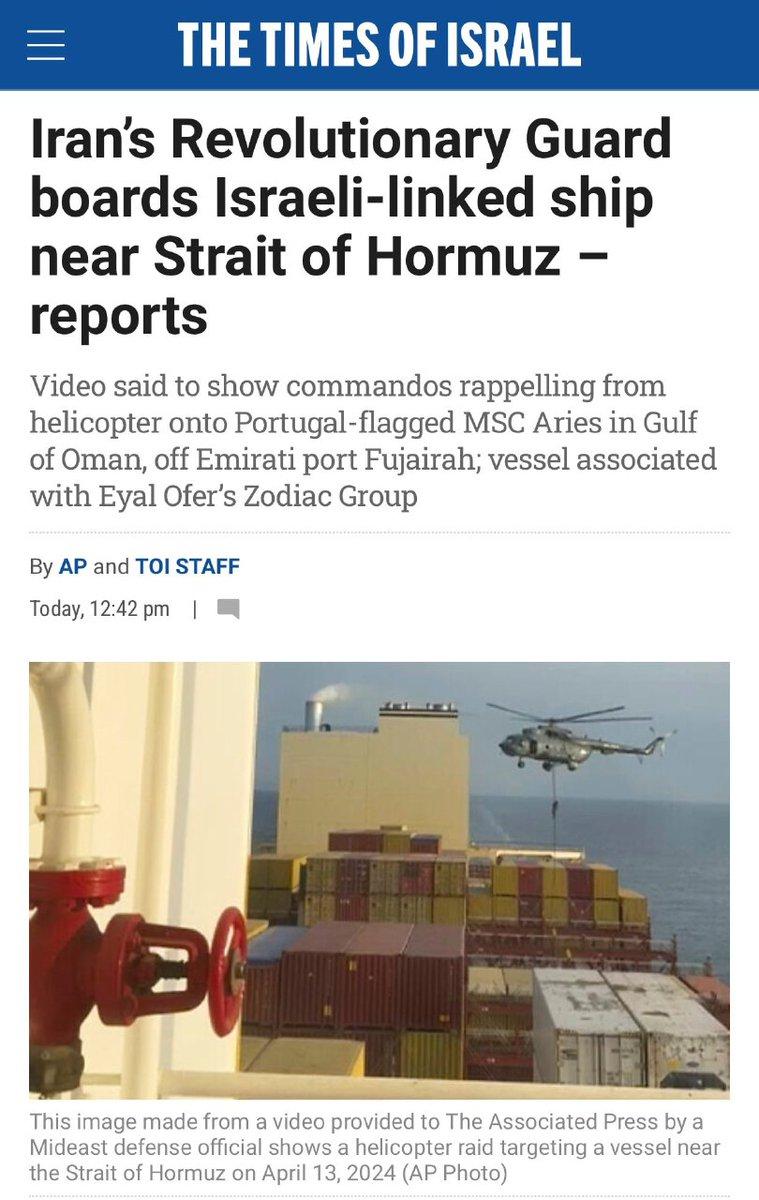 THE TIMES OF ISRAEL
Iran’s Revolutionary Guard
boards Israeli-linked ship
near Strait of Hormuz –
reports
Video said to show commandos rappelling from
helicopter onto Portugal-flagged MSC Aries in Gulf
of Oman, off Emirati port Fujairah; vessel associated
with Eyal Ofer’s Zodiac Group
By AP and TOI STAFF
Today, 12:42 pm |
This image made from a video provided to The Associated Press by a
Mideast defense official shows a helicopter raid targeting a vessel near
the Strait of Hormuz on April 13, 2024 (AP Photo)